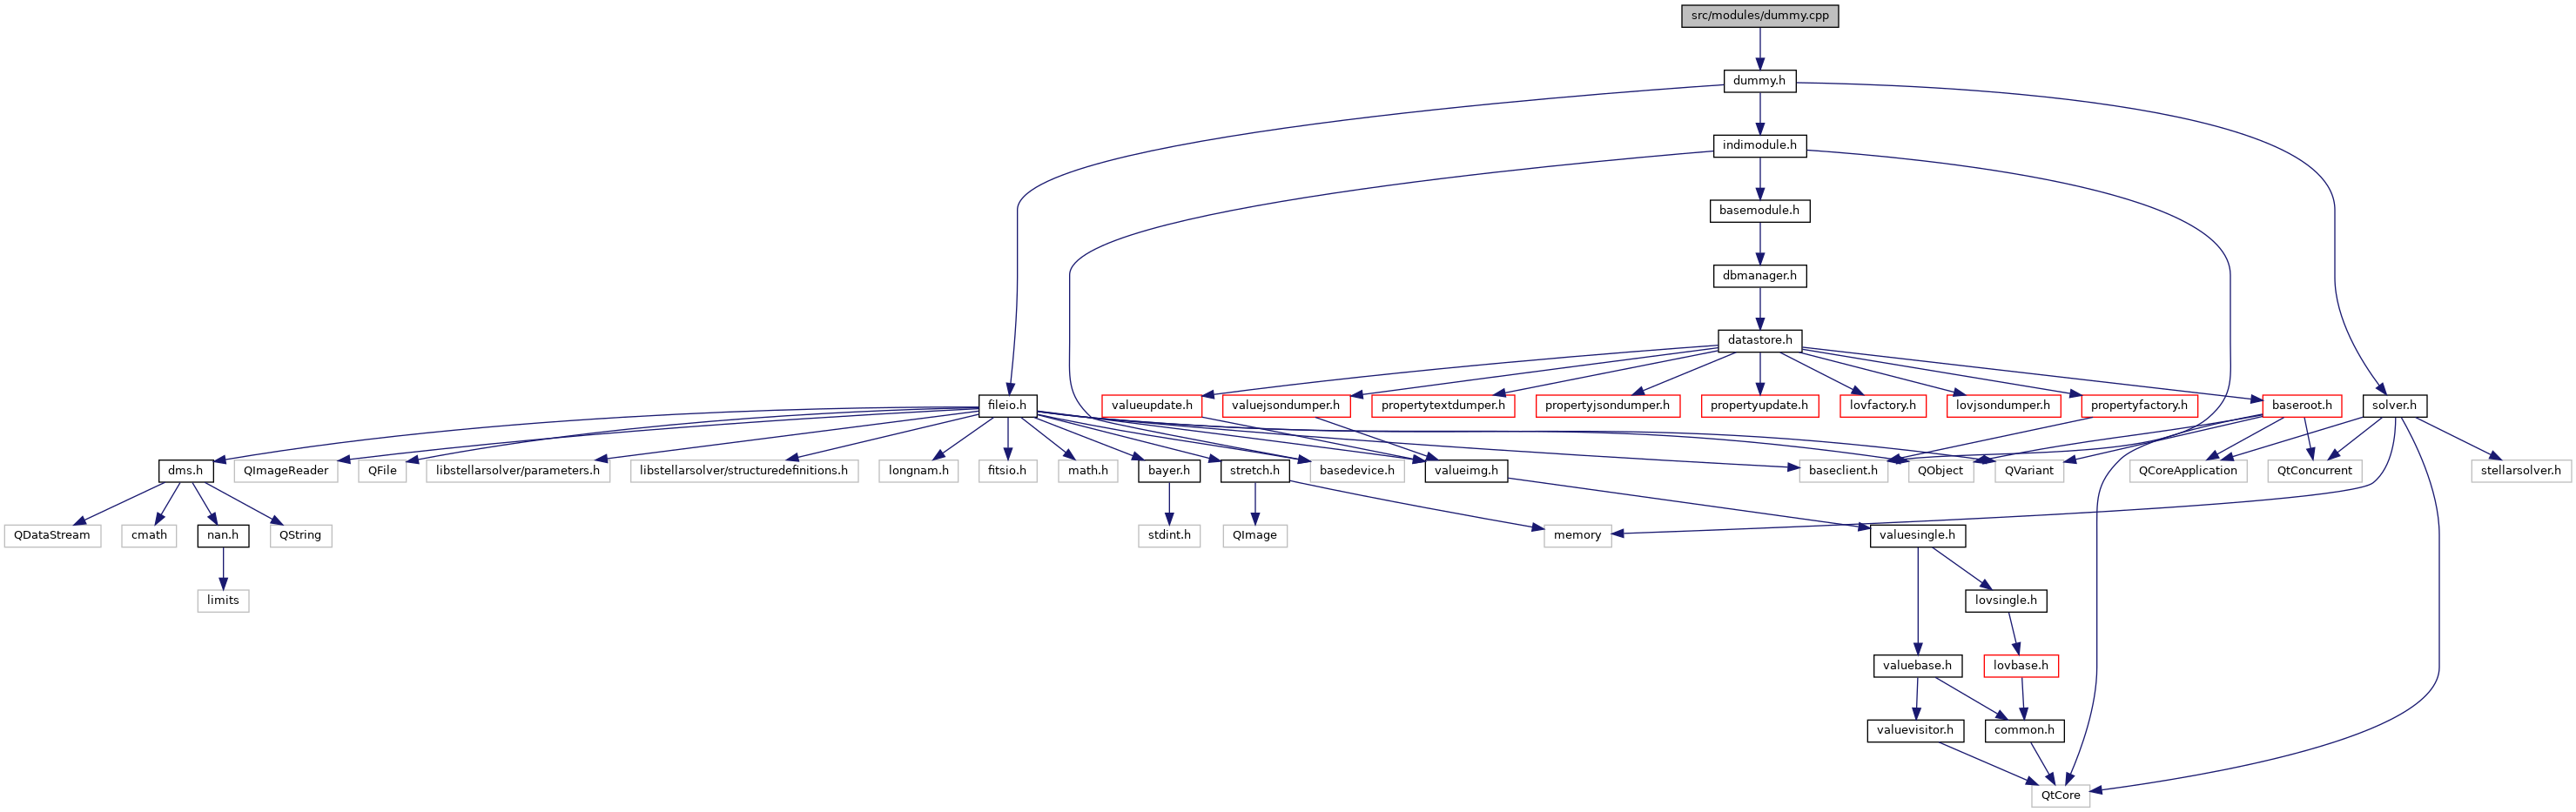 src/modules/dummy.cpp
dummy.h
indimodule.h
basemodule.h
dbmanager.h
datastore.h
fileio.h
valueupdate.h
valuejsondumper.h
propertytextdumper.h
propertyjsondumper.h
propertyupdate.h
lovfactory.h
lovjsondumper.h
propertyfactory.h
baseroot.h
solver.h
dms.h
QImageReader
QFile
libstellarsolver/parameters.h
libstellarsolver/structuredefinitions.h
longnam.h
fitsio.h
math.h
bayer.h
stretch.h
basedevice.h
valueimg.h
baseclient.h
QObject
QVariant
QCoreApplication
QtConcurrent
stellarsolver.h
QDataStream
cmath
nan.h
QString
stdint.h
QImage
memory
valuesingle.h
limits
lovsingle.h
valuebase.h
lovbase.h
valuevisitor.h
common.h
QtCore